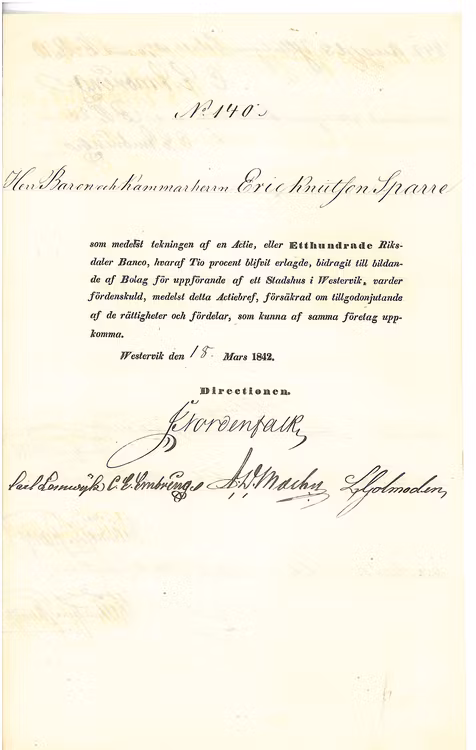 No 140.
Herr Baron och Kammarherrn Eric Knutson Sparre
som medelst tekningen af en Actie, eller Etthundrade Riks-
daler Banco, hvaraf Tio procent blifvit erlagde, bidragit till bildan-
de af Bolag för uppförande af ett Stadshus i Westervik, varder
fördenskuld, medelst detta Actiebref, försäkrad om tillgodonjutande
af de rättigheter och fördelar, som kunna af samma företag upp-
komma.
Westervik den 18. Mars 1842.
Directionen.
Nordenfalk
Carl C. E. A. D. Maehn